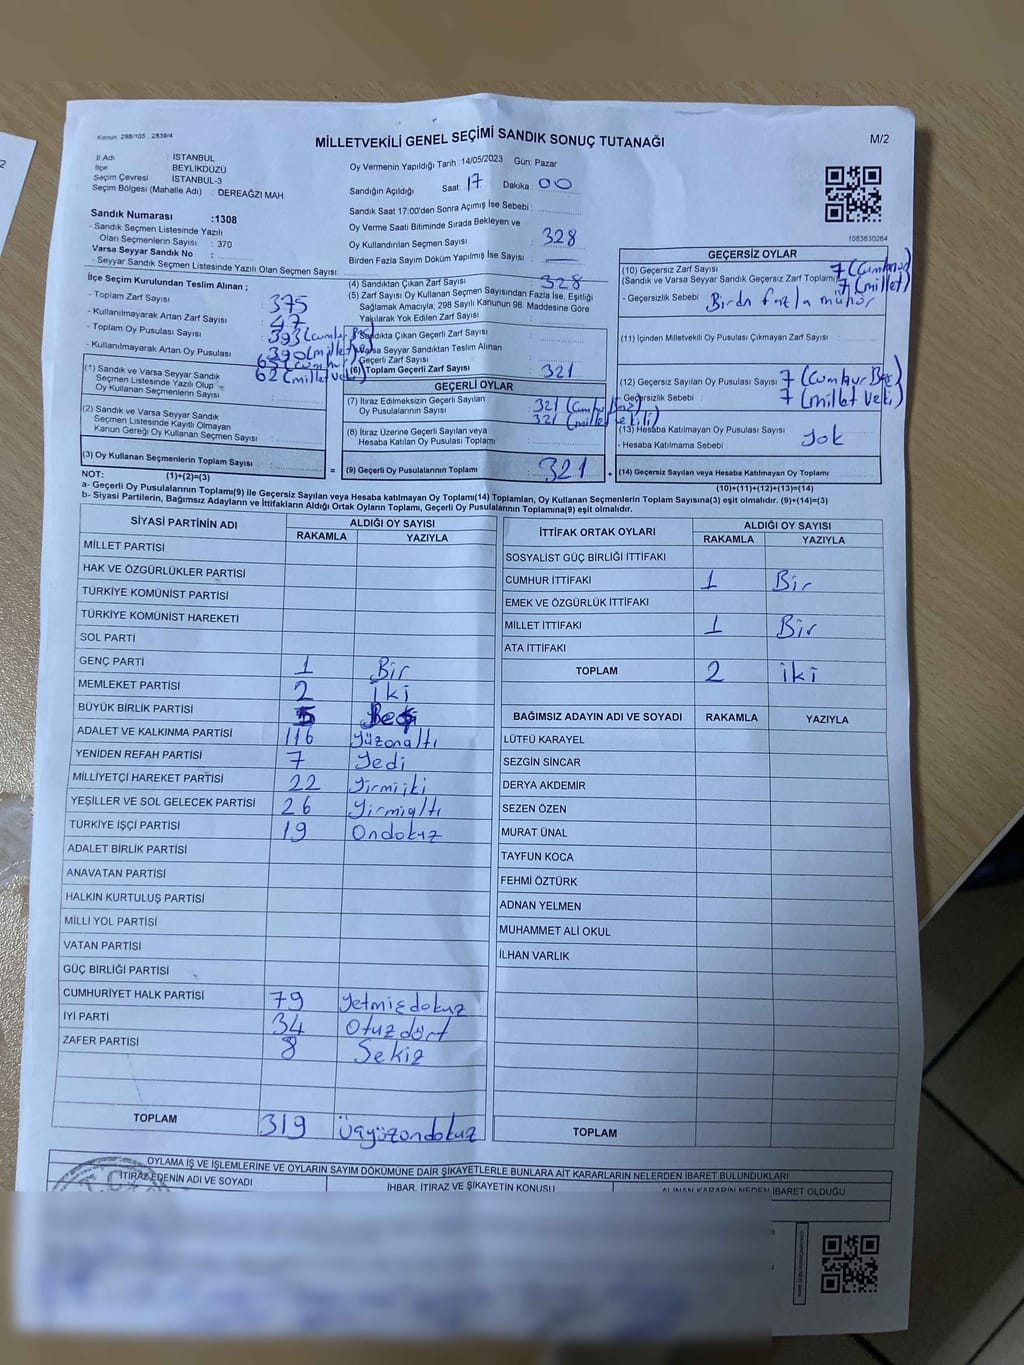 Kanun: 298/105 , 2839/4
MİLLETVEKİLİ GENEL SEÇİMİ SANDIK SONUÇ TUTANAĞI
M/2
İl Adı : İSTANBUL
İlçe : BEYLİKDÜZÜ
Seçim Çevresi : İSTANBUL-3
Seçim Bölgesi (Mahalle Adı) : DEREAĞZI MAH.
Oy Vermenin Yapıldığı Tarih : 14/05/2023 Gün: Pazar
Sandığın Açıldığı Saat : 17 Dakika : 00
Sandık Saat 17:00'den Sonra Açımış İse Sebebi :
Sandık Numarası :1308
- Sandık Seçmen Listesinde Yazılı
Olan Seçmenlerin Sayısı : 370
Varsa Seyyar Sandık No :
- Seyyar Sandık Seçmen Listesinde Yazılı Olan Seçmen Sayısı:
Oy Verme Saati Bitiminde Sırada Bekleyen ve
Oy Kullandırılan Seçmen Sayısı : 328
Birden Fazla Sayım Döküm Yapılmış İse Sayısı :
1083630264
İlçe Seçim Kurulundan Teslim Alınan ;
- Toplam Zarf Sayısı : 375
- Kullanılmayarak Artan Zarf Sayısı : 47
- Toplam Oy Pusulası Sayısı : 393
390
- Kullanılmayarak Artan Oy Pusulası
62 (millet veki)
(1) Sandık ve Varsa Seyyar Sandık
Seçmen Listesinde Yazılı Olup
Oy Kullanan Seçmenlerin Sayısı :
(2) Sandık ve Varsa Seyyar Sandık
Seçmen Listesinde Kayıtlı Olmayan
Kanun Gereği Oy Kullanan Seçmen Sayısı :
(3) Oy Kullanan Seçmenlerin Toplam Sayısı :
(1)+(2)=(3)
(4) Sandıktan Çıkan Zarf Sayısı : 328
(5) Zarf Sayısı Oy Kullanan Seçmen Sayısından Fazla İse, Eşitliği
Sağlamak Amacıyla; 298 Sayılı Kanunun 98. Maddesine Göre
Yakılarak Yok Edilen Zarf Sayısı :
Sandıkta Çıkan Geçerli Zarf Sayısı :
Varsa Seyyar Sandıktan Teslim Alınan
Geçerli Zarf Sayısı :
(6) Toplam Geçerli Zarf Sayısı : 321
GEÇERLİ OYLAR
(7) İtiraz Edilmeksizin Geçerli Sayılan
Oy Pusulalarının Sayısı : 321
321 (milletvekili)
(8) İtiraz Üzerine Geçerli Sayılan veya
Hesaba Katılan Oy Pusulası Toplamı :
=
(9) Geçerli Oy Pusulalarının Toplamı : 321
GEÇERSİZ OYLAR
(10) Geçersiz Zarf Sayısı
(Sandık ve Varsa Seyyar Sandık Geçersiz Zarf Toplamı) : 7
7 (millet)
- Geçersizlik Sebebi : Birdn fazla mühür
(11) İçinden Milletvekili Oy Pusulası Çıkmayan Zarf Sayısı :
(12) Geçersiz Sayılan Oy Pusulası Sayısı : 7
- Geçersizlik Sebebi : 7 (millet veki)
(13) Hesaba Katılmayan Oy Pusulası Sayısı : yok
- Hesaba Katılmama Sebebi :
(14) Geçersiz Sayılan veya Hesaba Katılmayan Oy Toplamı :
(10)+(11)+(12)+(13)=(14)
NOT:
a- Geçerli Oy Pusulalarının Toplamı(9) ile Geçersiz Sayılan veya Hesaba katılmayan Oy Toplamı(14) Toplamları, Oy Kullanan Seçmenlerin Toplam Sayısına(3) eşit olmalıdır. (9)+(14)=(3)
b- Siyasi Partilerin, Bağımsız Adayların ve İttifakların Aldığı Ortak Oyların Toplamı, Geçerli Oy Pusulalarının Toplamına(9) eşit olmalıdır.
SİYASİ PARTİNİN ADI ALDIĞI OY SAYISI
RAKAMLA YAZIYLA
MİLLET PARTİSİ
HAK VE ÖZGÜRLÜKLER PARTİSİ
TÜRKİYE KOMÜNİST PARTİSİ
TÜRKİYE KOMÜNİST HAREKETİ
SOL PARTİ
GENÇ PARTİ 1 Bir
MEMLEKET PARTİSİ 2 İki
BÜYÜK BİRLİK PARTİSİ 5 Beş
ADALET VE KALKINMA PARTİSİ 116 yüzonaltı
YENİDEN REFAH PARTİSİ 7 Yedi
MİLLİYETÇİ HAREKET PARTİSİ 22 yirmiiki
YEŞİLLER VE SOL GELECEK PARTİSİ 26 yirmialtı
TÜRKİYE İŞÇİ PARTİSİ 19 Ondokuz
ADALET BİRLİK PARTİSİ
ANAVATAN PARTİSİ
HALKIN KURTULUŞ PARTİSİ
MİLLİ YOL PARTİSİ
VATAN PARTİSİ
GÜÇ BİRLİĞİ PARTİSİ
CUMHURİYET HALK PARTİSİ 79 yetmişdokuz
İYİ PARTİ 34 Otuzdört
ZAFER PARTİSİ 8 Sekiz
TOPLAM 319 üçyüzondokuz
İTTİFAK ORTAK OYLARI ALDIĞI OY SAYISI
RAKAMLA YAZIYLA
SOSYALİST GÜÇ BİRLİĞİ İTTİFAKI
CUMHUR İTTİFAKI 1 Bir
EMEK VE ÖZGÜRLÜK İTTİFAKI
MİLLET İTTİFAKI 1 Bir
ATA İTTİFAKI
TOPLAM 2 iki
BAĞIMSIZ ADAYIN ADI VE SOYADI RAKAMLA YAZIYLA
LÜTFÜ KARAYEL
SEZGİN SİNCAR
DERYA AKDEMİR
SEZEN ÖZEN
MURAT ÜNAL
TAYFUN KOCA
FEHMİ ÖZTÜRK
ADNAN YELMEN
MUHAMMET ALİ OKUL
İLHAN VARLIK
TOPLAM
OYLAMA İŞ VE İŞLEMLERİNE VE OYLARIN SAYIM DÖKÜMÜNE DAİR ŞİKAYETLERLE BUNLARA AİT KARARLARIN NELERDEN İBARET BULUNDUKLARI
İTİRAZ EDENİN ADI VE SOYADI İHBAR, İTİRAZ VE ŞİKAYETİN KONUSU ALINAN KARARIN NEDEN İBARET OLDUĞU